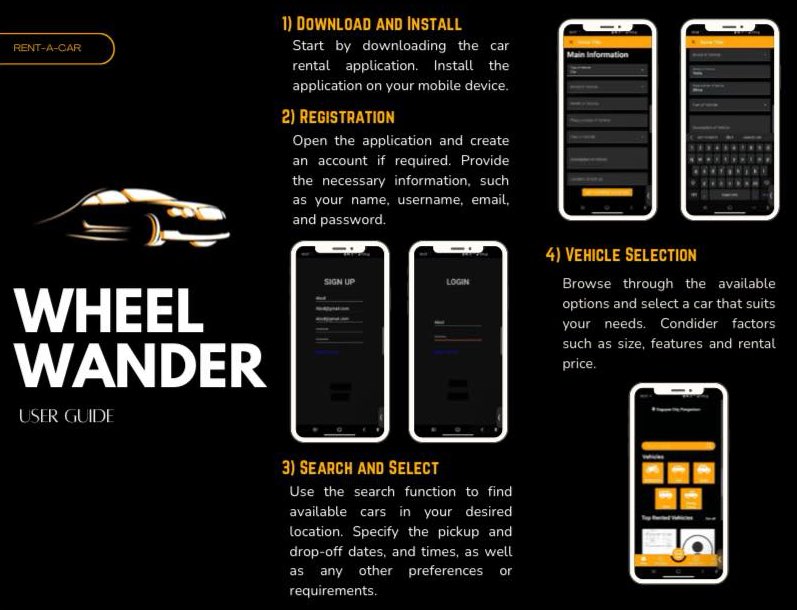 RENT-A-CAR
WHEEL
WANDER
USER GUIDE
1) DOWNLOAD AND INSTALL
Start by downloading the car
rental application. Install the
application on your mobile device.
2) REGISTRATION
Open the application and create
an account if required. Provide
the necessary information, such
as your name, username, email,
and password.
SIGN UP
LOGIN
3) SEARCH AND SELECT
Use the search function to find
available cars in your desired
location. Specify the pickup and
drop-off dates, and times, as well
as any other preferences or
requirements.
Main Information
4) VEHICLE SELECTION
Browse through the available
options and select a car that suits
your needs. Condider factors
such as size, features and rental
price.
Vehicles
Top Rented Vehicles